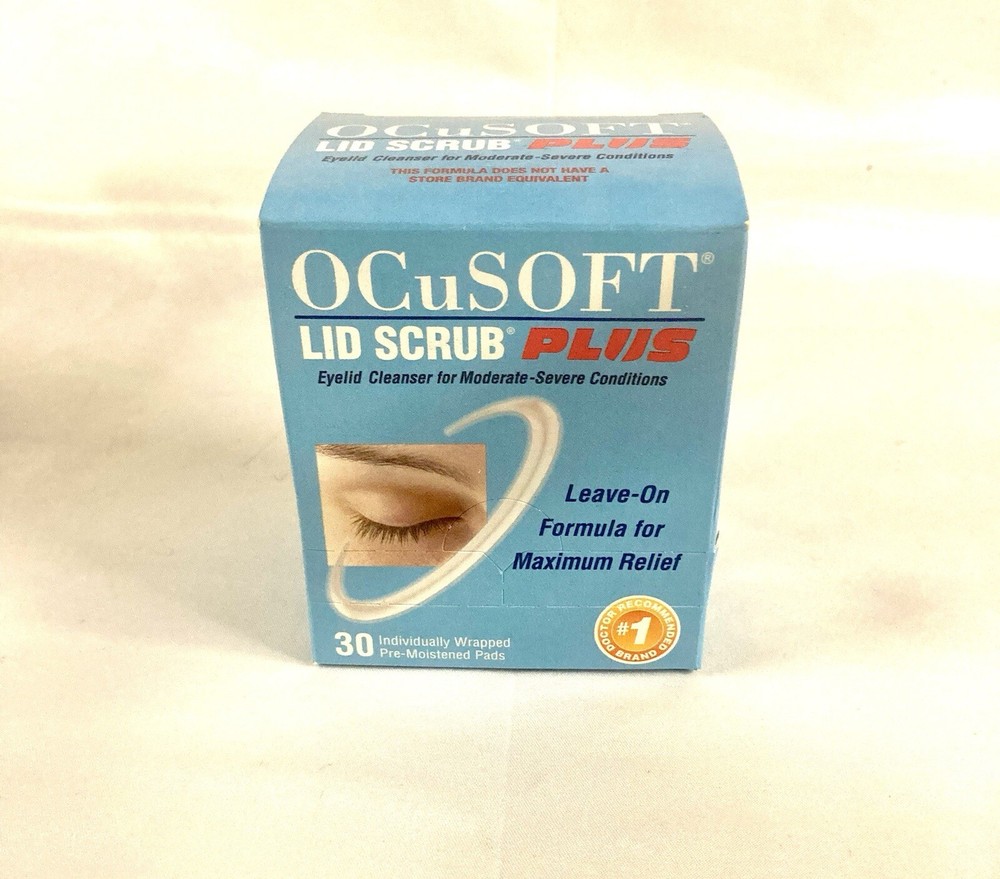 OCuSOFT
LID SCRUB® PLUS
Eyelid Cleanser for Moderate-Severe Conditions
THIS FORMULA DOES NOT HAVE A
STORE BRAND EQUIVALENT
OCuSOFT®
LID SCRUB® PLUS
Eyelid Cleanser for Moderate-Severe Conditions
Leave-On
Formula for
Maximum Relief
30 Individually Wrapped
Pre-Moistened Pads
DOCTOR RECOMMENDED
#1
BRAND